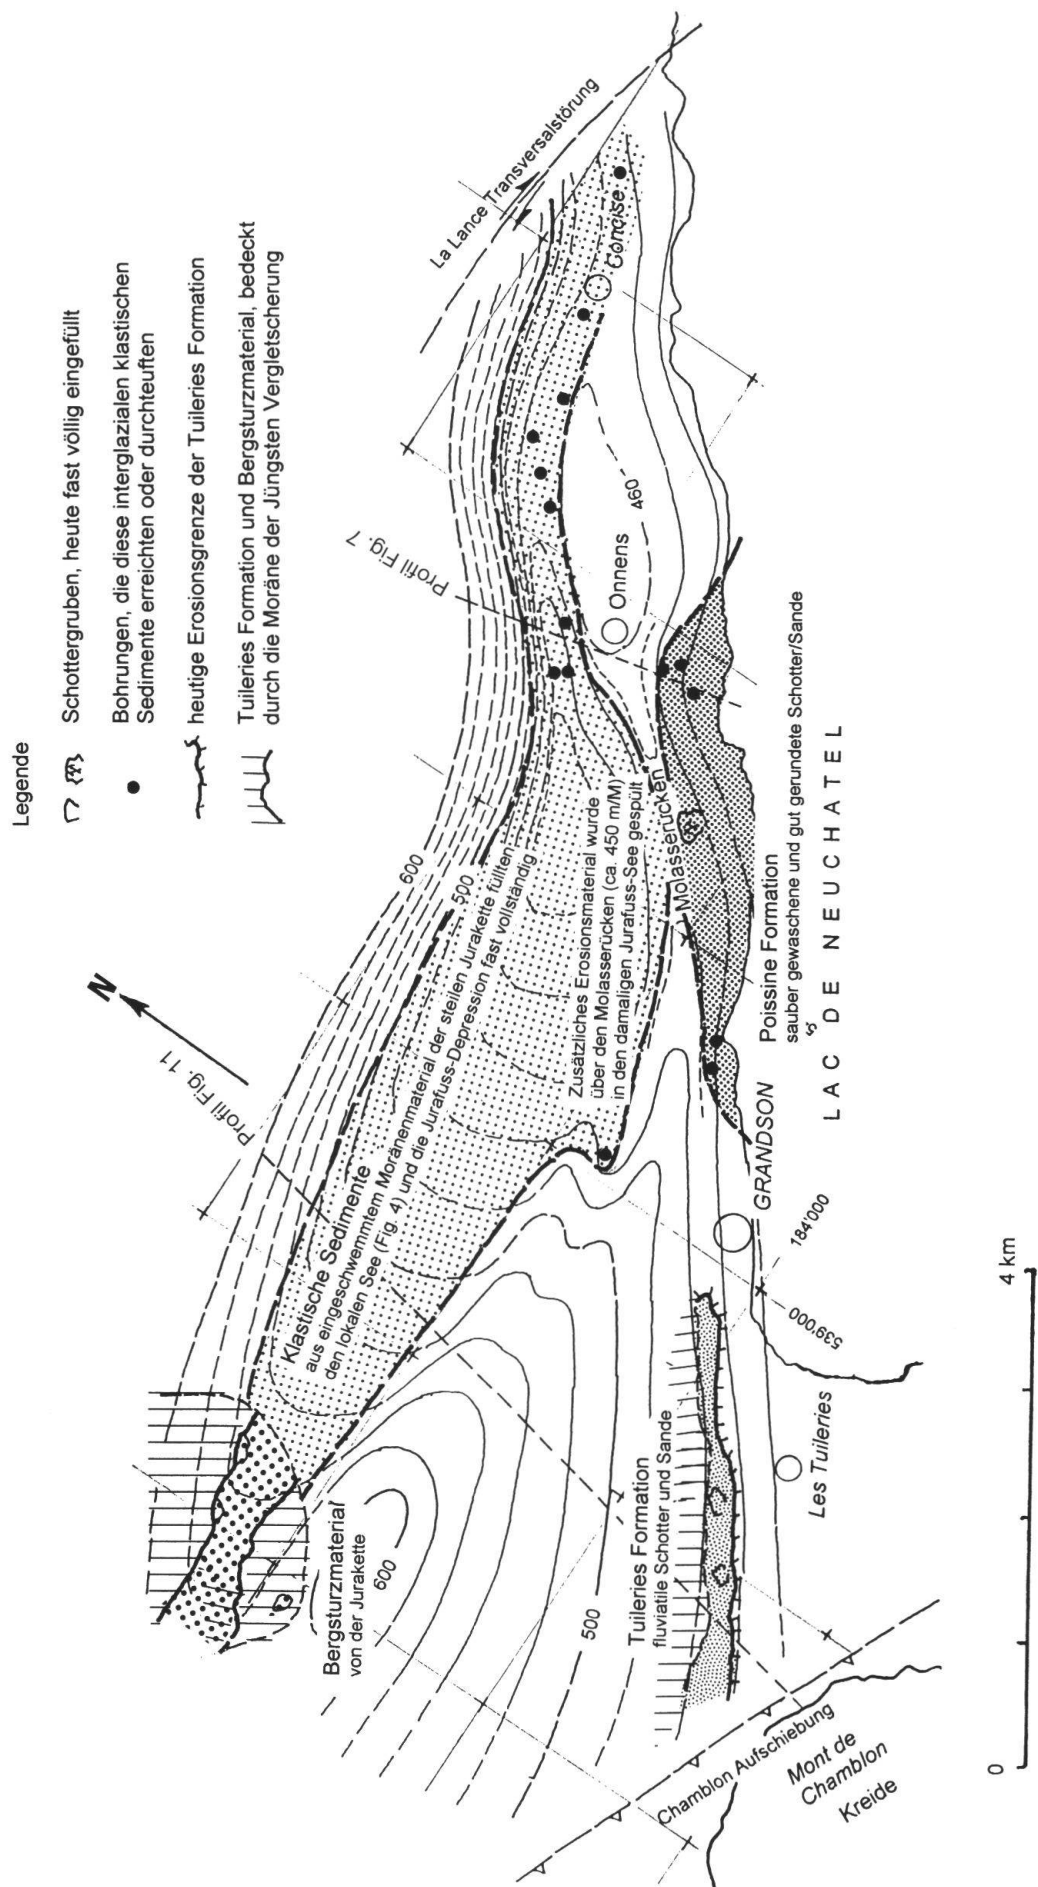 Legende
Schottergruben, heute fast völlig eingefüllt
Bohrungen, die diese interglazialen klastischen
Sedimente erreichten oder durchteuften
heutige Erosionsgrenze der Tuileries Formation
Tuileries Formation und Bergsturzmaterial, bedeckt
durch die Moräne der Jüngsten Vergletscherung
N
Profil Fig. 11
Profil Fig. 7
La Lance Transversalstörung
600
500
460
Concise
Onnens
Klastische Sedimente
aus eingeschwemmtem Moränenmaterial der steilen Jurakette füllten
den lokalen See (Fig. 4) und die Jurafuss-Depression fast vollständig
Zusätzliches Erosionsmaterial wurde
über den Molasserücken (ca. 450 m/M)
in den damaligen Jurafuss-See gespült
Molasserücken
Poissine Formation
sauber gewaschene und gut gerundete Schotter/Sande
LAC DE NEUCHATEL
GRANDSON
184'000
539'000
Bergsturzmaterial
von der Jurakette
600
500
Tuileries Formation
fluviatile Schotter und Sande
Les Tuileries
Chamblon Aufschiebung
Mont de
Chamblon
Kreide
0
4 km